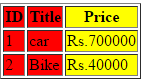 ID Title Price
1 car Rs.700000
2 Bike Rs.40000